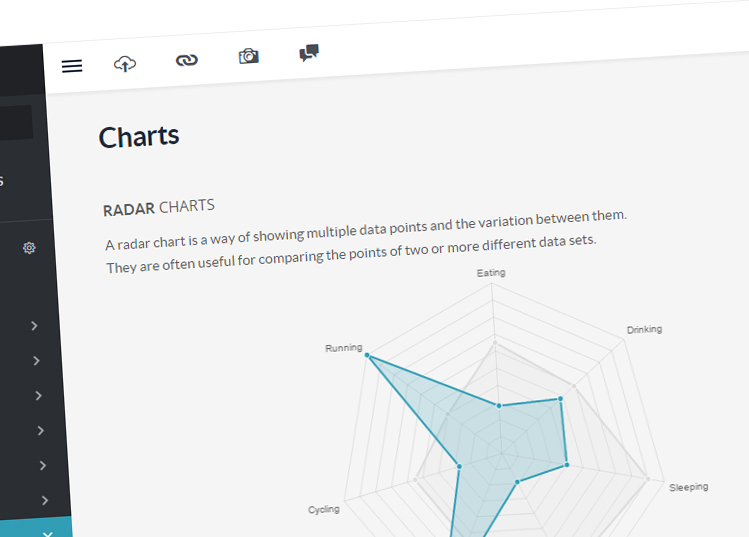 Charts
S
RADAR CHARTS
A radar chart is a way of showing multiple data points and the variation between them.
They are often useful for comparing the points of two or more different data sets.
Eating
Drinking
Running
Sleeping
Cycling